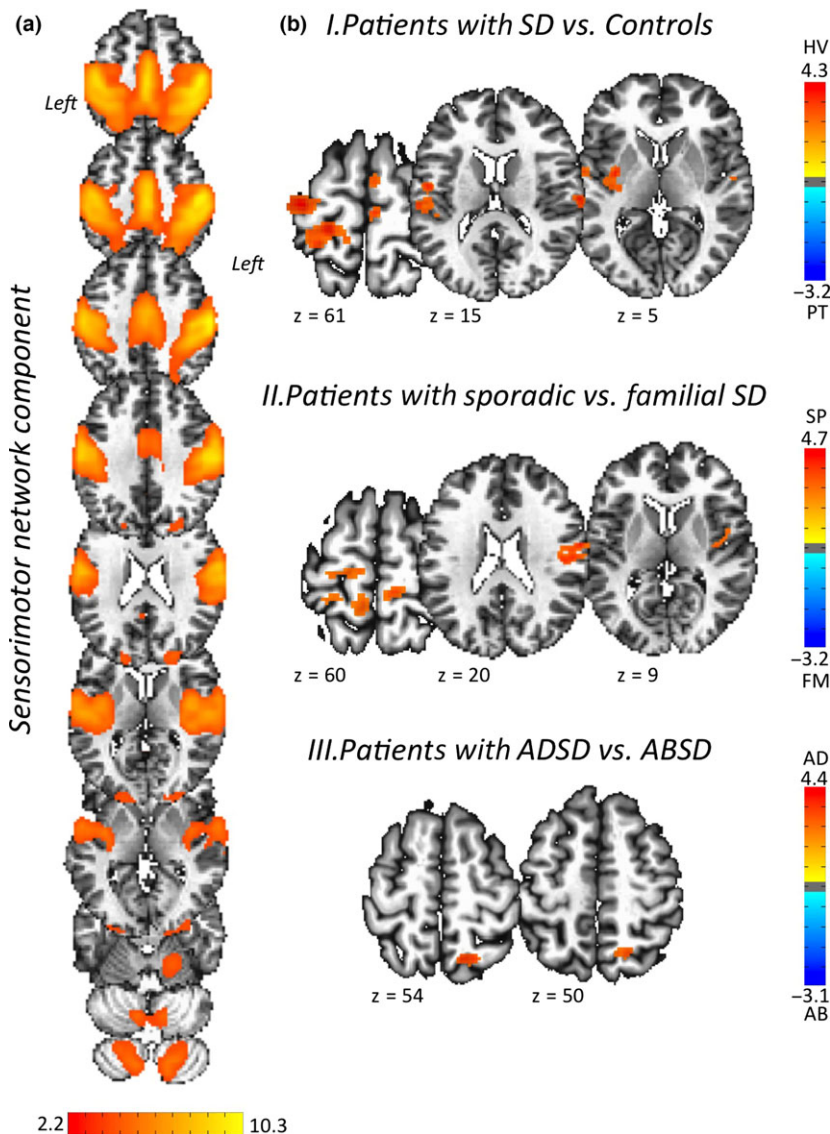 (a)
Left
Sensorimotor network component
2.2
10.3
(b)
I.Patients with SD vs. Controls
Left
z = 61
z = 15
z = 5
HV
4.3
−3.2
PT
II.Patients with sporadic vs. familial SD
z = 60
z = 20
z = 9
SP
4.7
−3.2
FM
III.Patients with ADSD vs. ABSD
z = 54
z = 50
AD
4.4
−3.1
AB